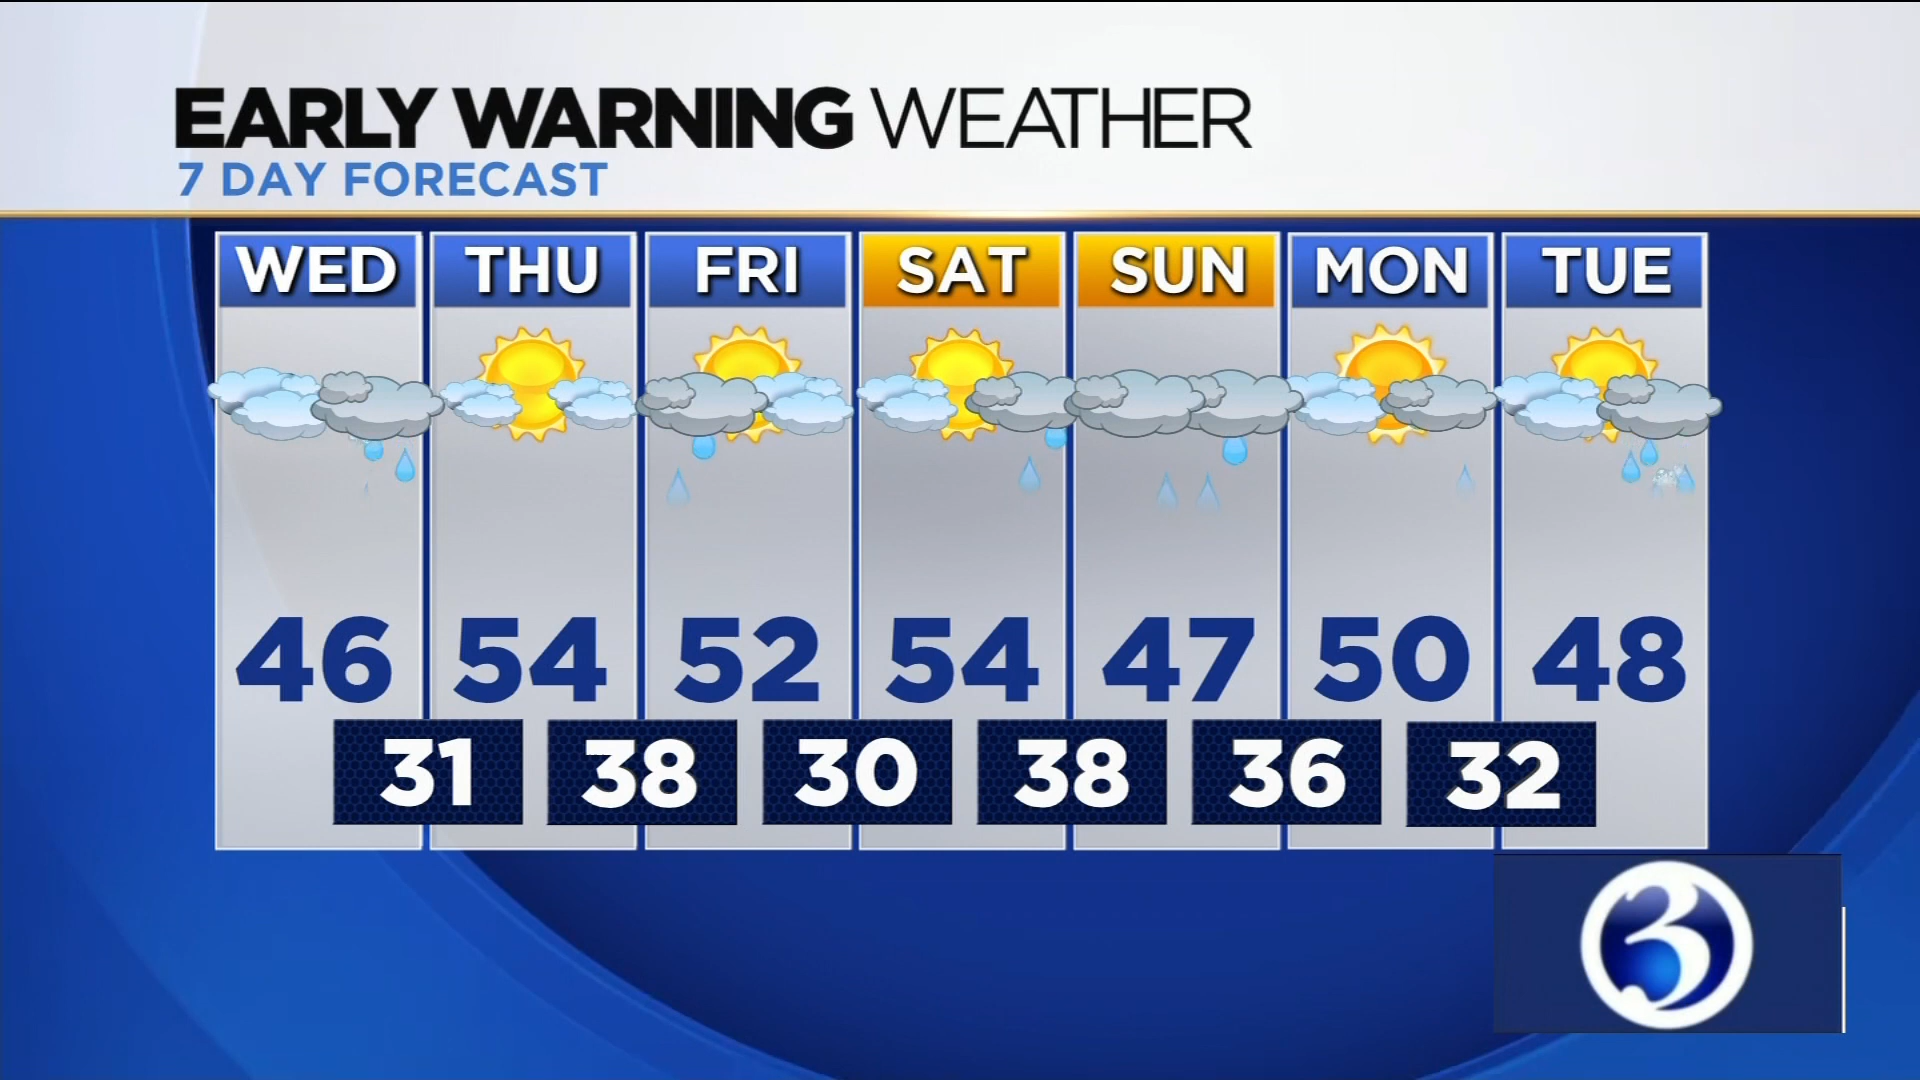 EARLY WARNING WEATHER
7 DAY FORECAST
WED THU FRI SAT SUN MON TUE
46 54 52 54 47 50 48
31 38 30 38 36 32
3